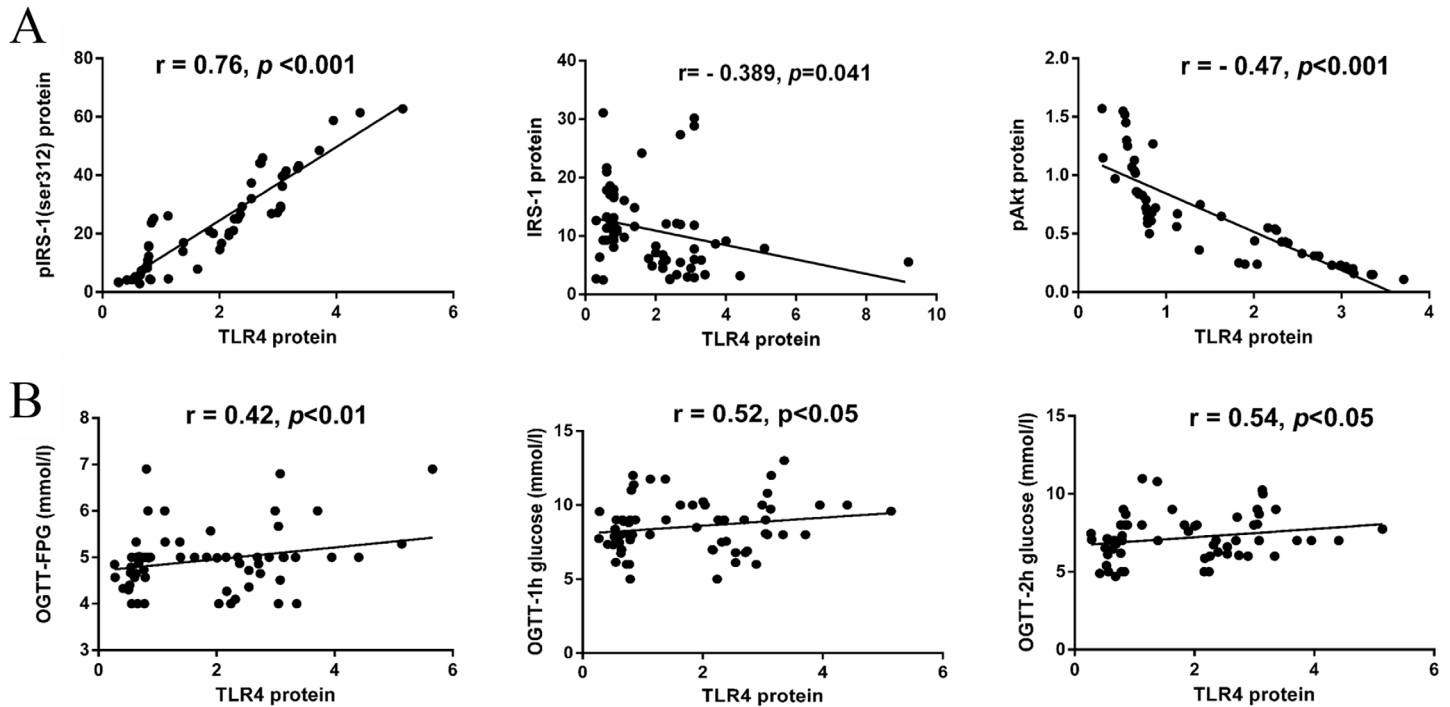 A
r = 0.76, p <0.001
pIRS-1(ser312) protein
80
60
40
20
0
0 2 4 6
TLR4 protein
r= - 0.389, p=0.041
IRS-1 protein
40
30
20
10
0
0 2 4 6 8 10
TLR4 protein
r = - 0.47, p<0.001
pAkt protein
2.0
1.5
1.0
0.5
0.0
0 1 2 3 4
TLR4 protein
B
r = 0.42, p<0.01
OGTT-FPG (mmol/l)
8
7
6
5
4
3
0 2 4 6
TLR4 protein
r = 0.52, p<0.05
OGTT-1h glucose (mmol/l)
15
10
5
0
0 2 4 6
TLR4 protein
r = 0.54, p<0.05
OGTT-2h glucose (mmol/l)
15
10
5
0
0 2 4 6
TLR4 protein